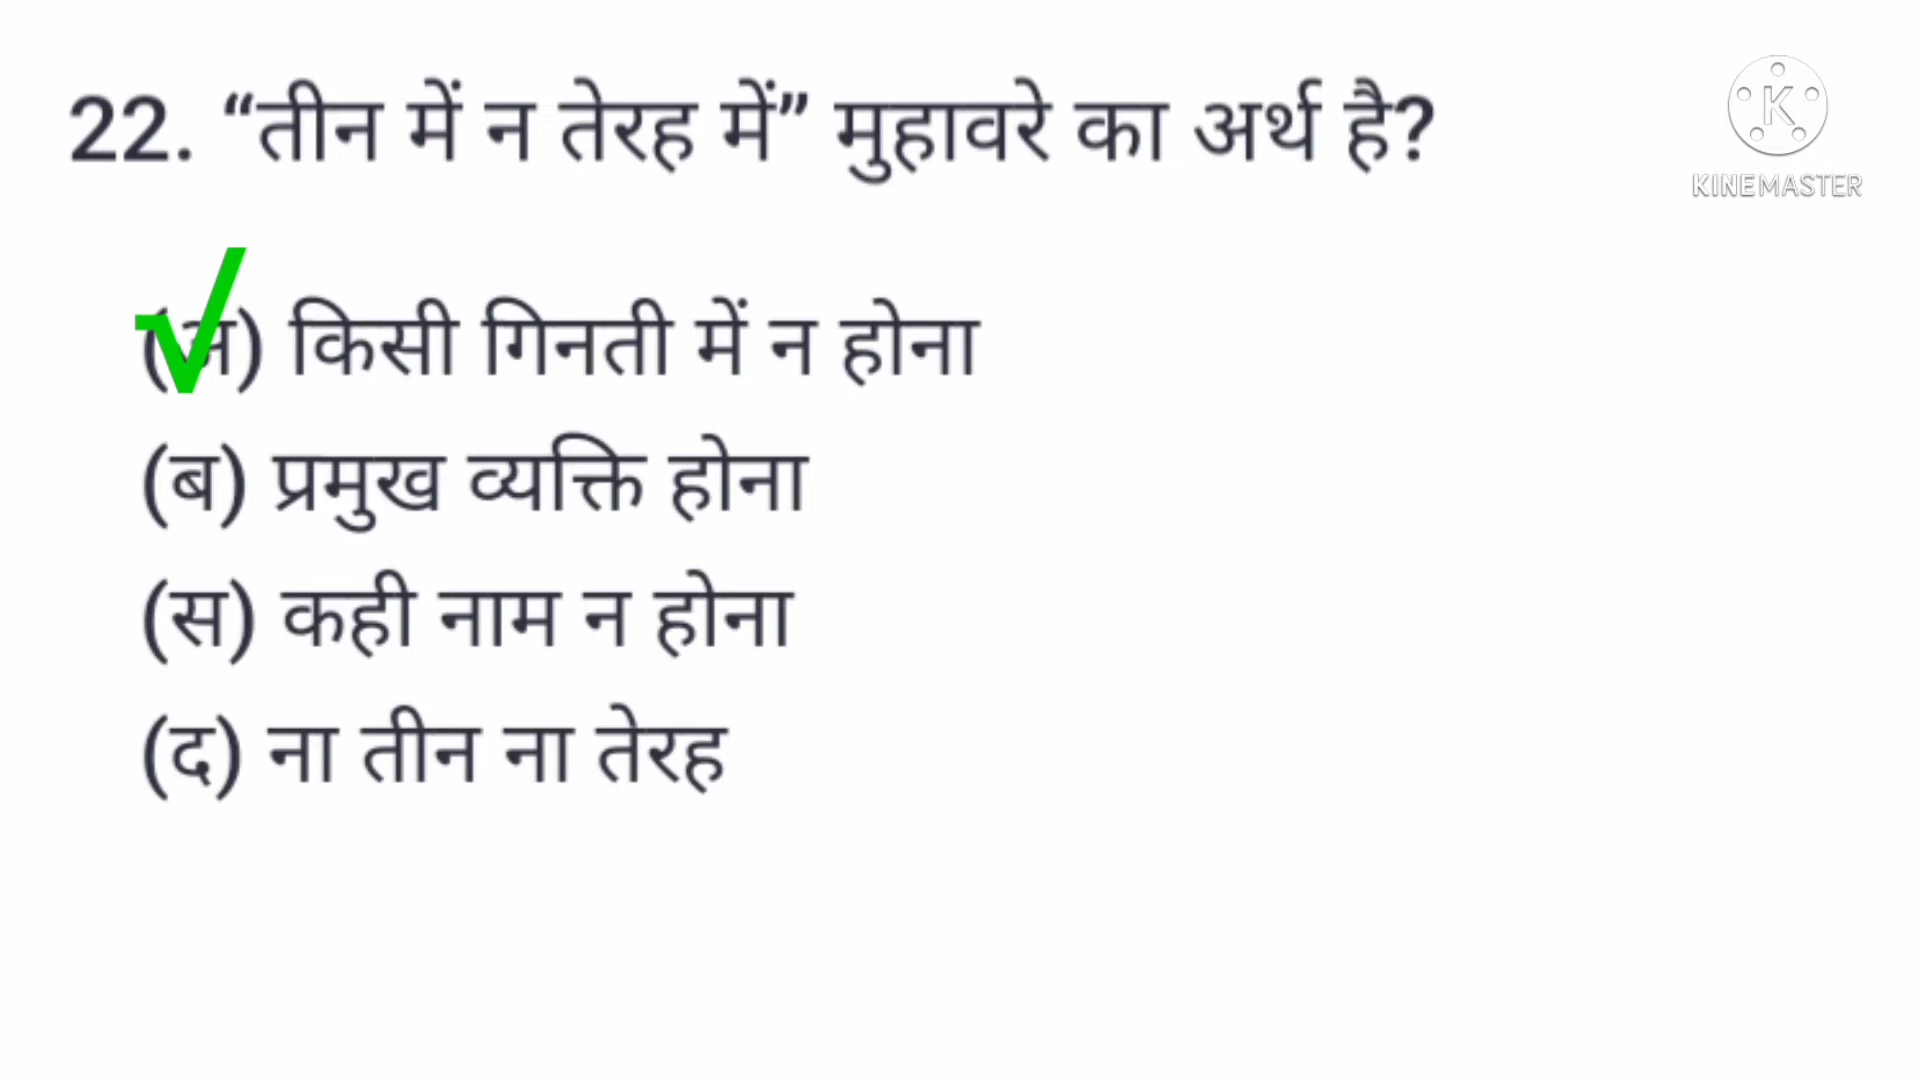 22. “तीन में न तेरह में” मुहावरे का अर्थ है?
K
KINEMASTER
(अ) किसी गिनती में न होना
(ब) प्रमुख व्यक्ति होना
(स) कही नाम न होना
(द) ना तीन ना तेरह